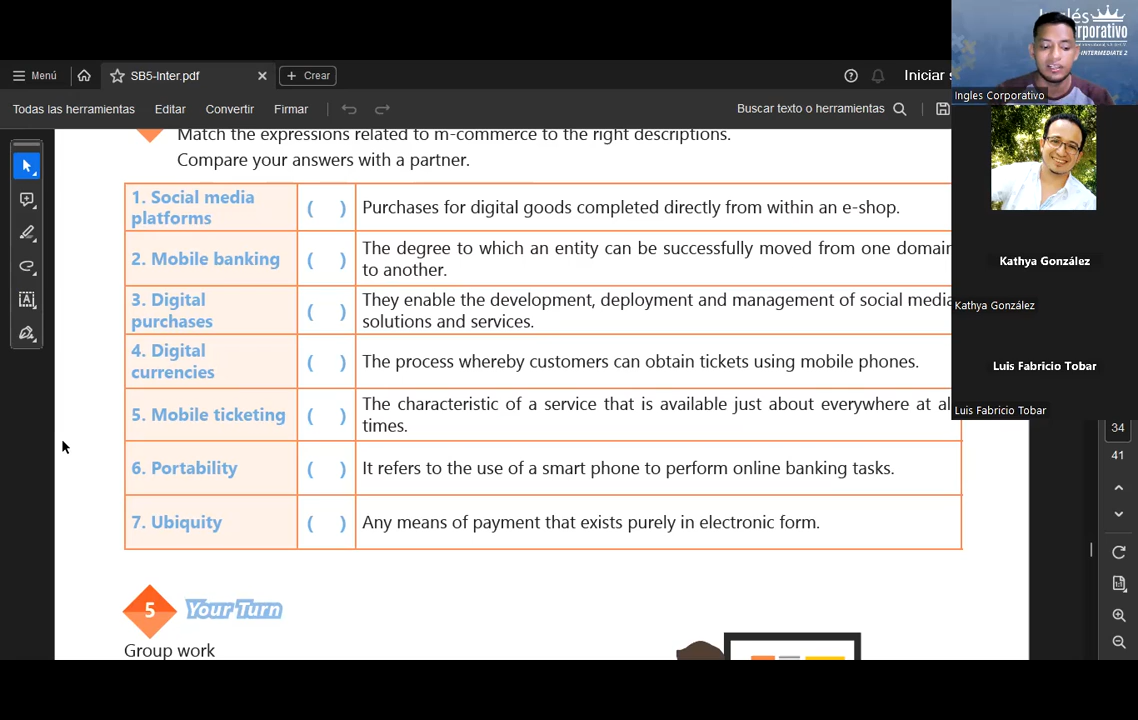 Inglés
Corporativo
INTERMEDIATE 2
Menú
SB5-Inter.pdf
Crear
Iniciar s
Ingles Corporativo
Todas las herramientas
Editar
Convertir
Firmar
Buscar texto o herramientas
Match the expressions related to m-commerce to the right descriptions.
Compare your answers with a partner.
1. Social media
platforms
( )
Purchases for digital goods completed directly from within an e-shop.
2. Mobile banking
( )
The degree to which an entity can be successfully moved from one domain
to another.
3. Digital
purchases
( )
They enable the development, deployment and management of social media
solutions and services.
4. Digital
currencies
( )
The process whereby customers can obtain tickets using mobile phones.
5. Mobile ticketing
( )
The characteristic of a service that is available just about everywhere at al
times.
6. Portability
( )
It refers to the use of a smart phone to perform online banking tasks.
7. Ubiquity
( )
Any means of payment that exists purely in electronic form.
5
Your Turn
Group work
Kathya González
Kathya González
Luis Fabricio Tobar
Luis Fabricio Tobar
34
41